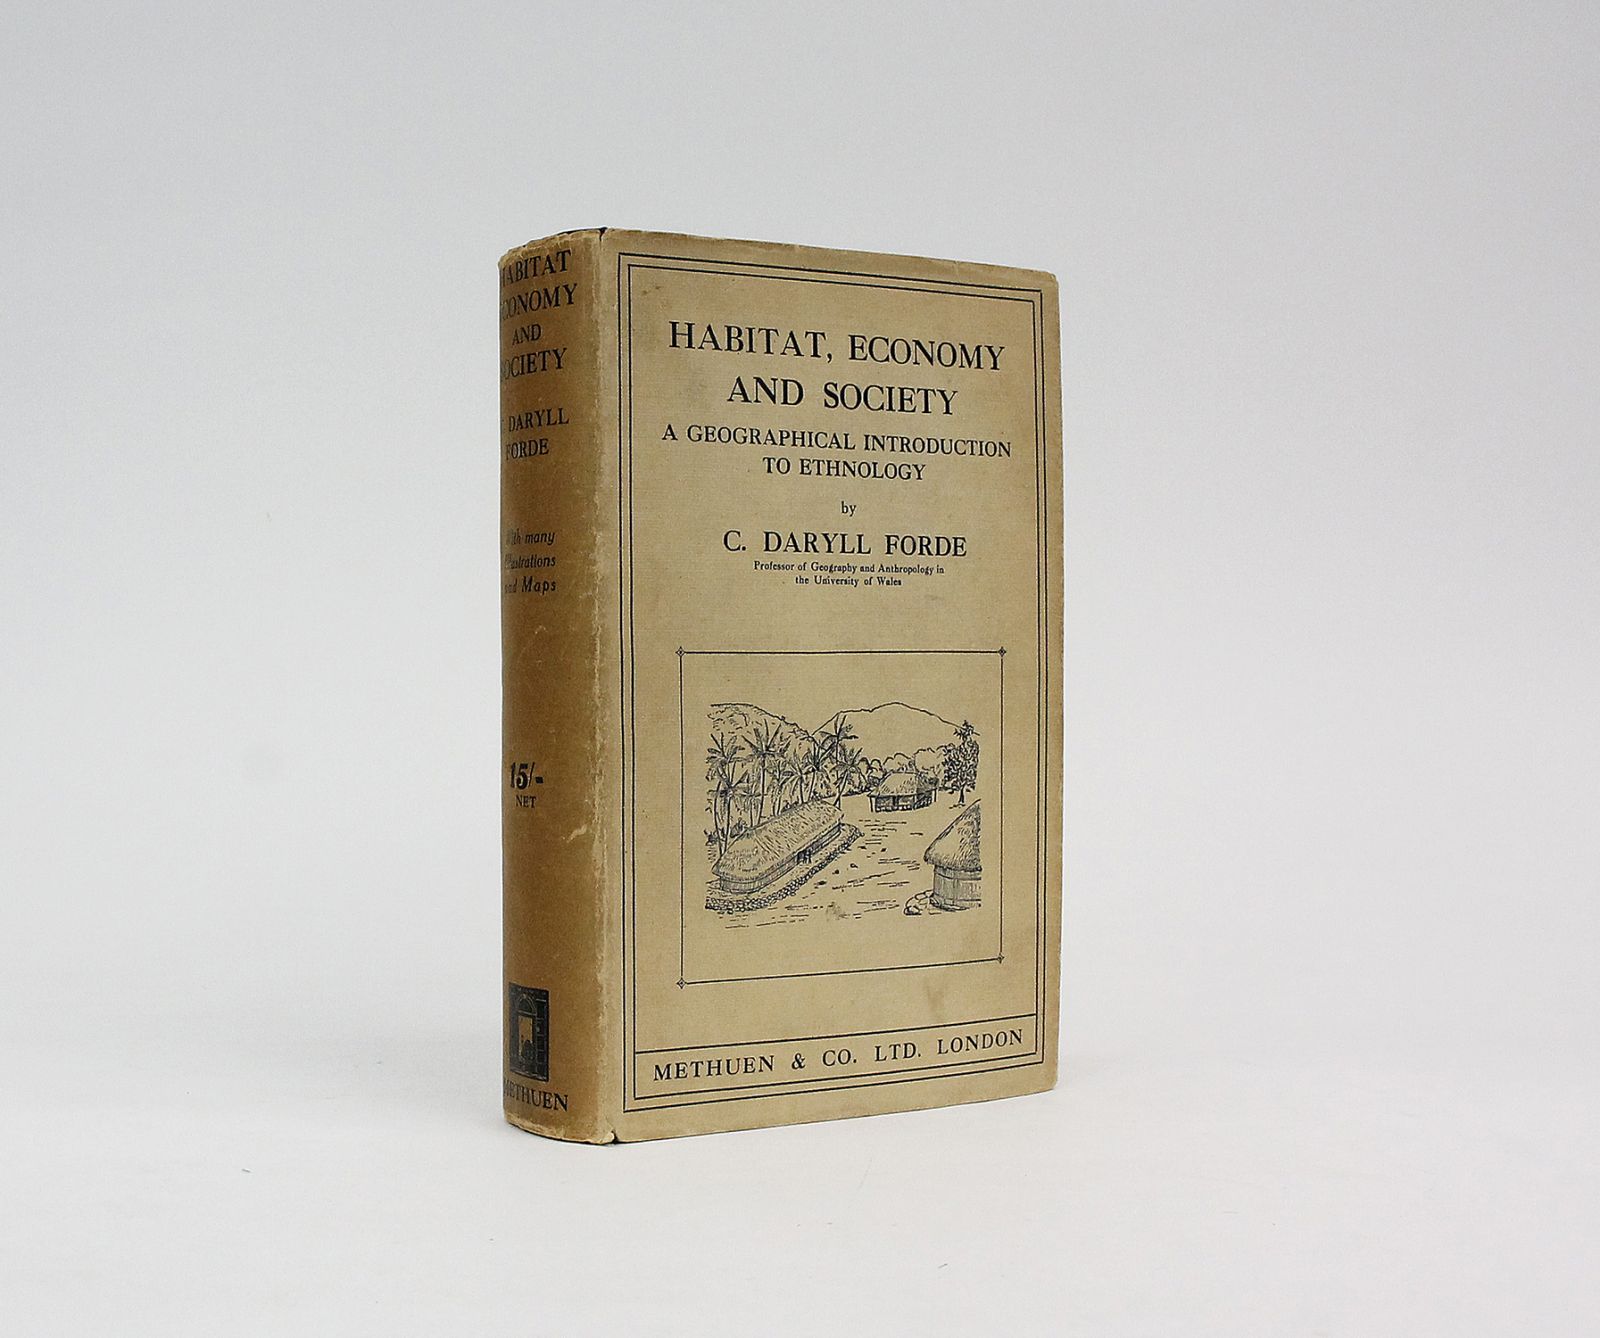 HABITAT
ECONOMY
AND
SOCIETY
DARYLL
FORDE
With many
Illustrations
and Maps
15/-
NET
METHUEN
HABITAT, ECONOMY
AND SOCIETY
A GEOGRAPHICAL INTRODUCTION
TO ETHNOLOGY
by
C. DARYLL FORDE
Professor of Geography and Anthropology in
the University of Wales
METHUEN & CO. LTD. LONDON